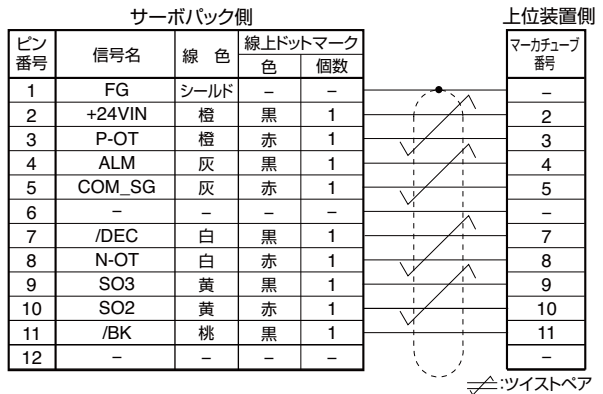 サーボパック側 上位装置側
ピン番号 信号名 線 色 線上ドットマーク マーカチューブ番号
色 個数
1 FG シールド – – –
2 +24VIN 橙 黒 1 2
3 P-OT 橙 赤 1 3
4 ALM 灰 黒 1 4
5 COM_SG 灰 赤 1 5
6 – – – – –
7 /DEC 白 黒 1 7
8 N-OT 白 赤 1 8
9 SO3 黄 黒 1 9
10 SO2 黄 赤 1 10
11 /BK 桃 黒 1 11
12 – – – – –
:ツイストペア